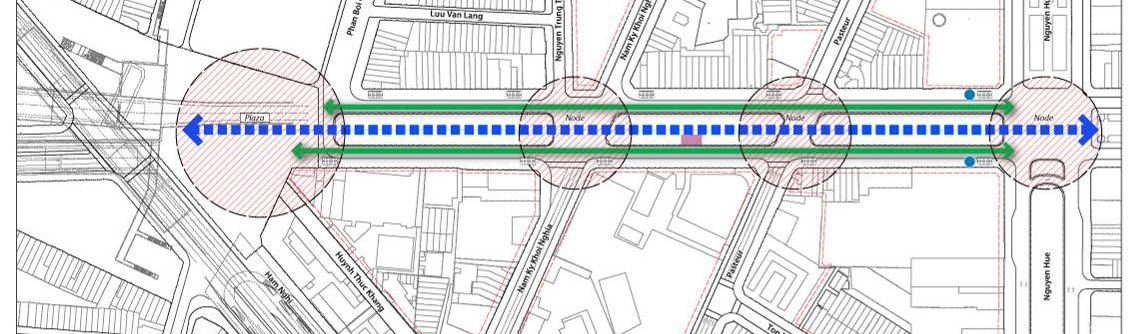 Phan Boi
Luu Van Lang
Nguyen Trung T
Nam Ky Khoi Ngh
Pasteur
Nguyen Hu
Plaza
Node
Node
Node
Ham Nghi
Huynh Thuc Khang
Nam Ky Khoi Nghia
Pasteur
Nguyen Hue